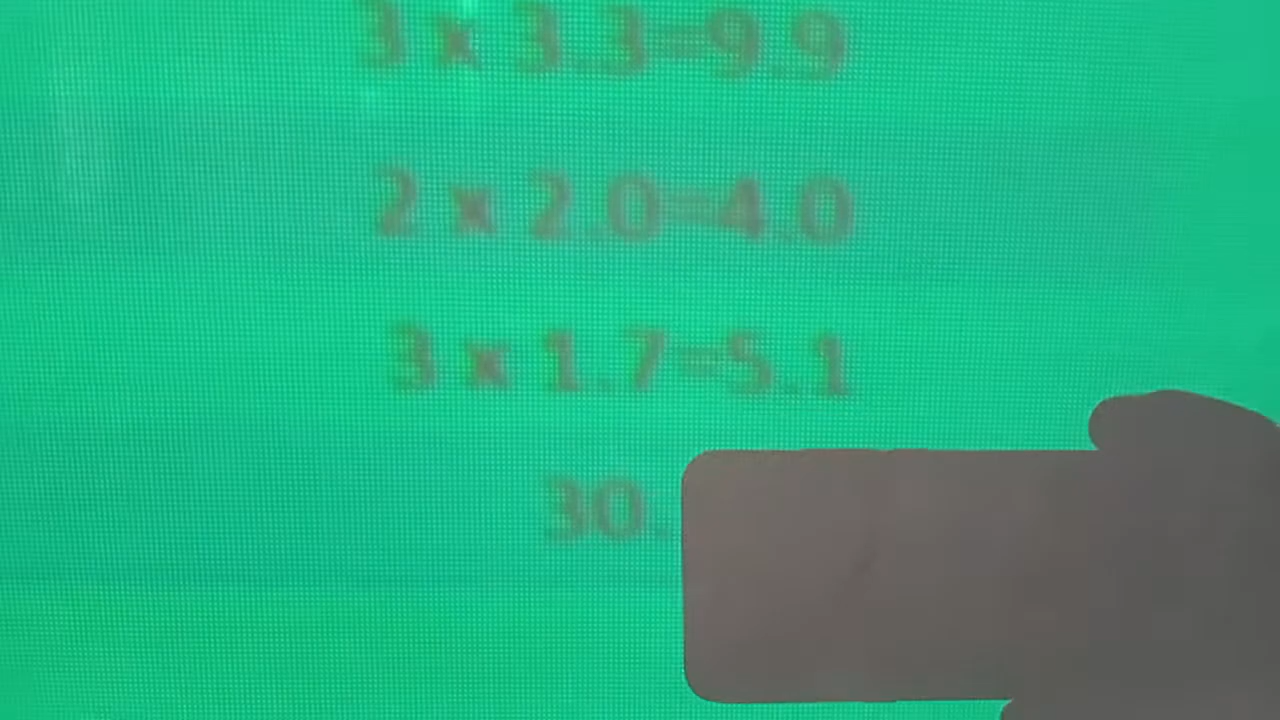 3 x 3.3=9.9
2 x 2.0=4.0
3 x 1.7=5.1
30.